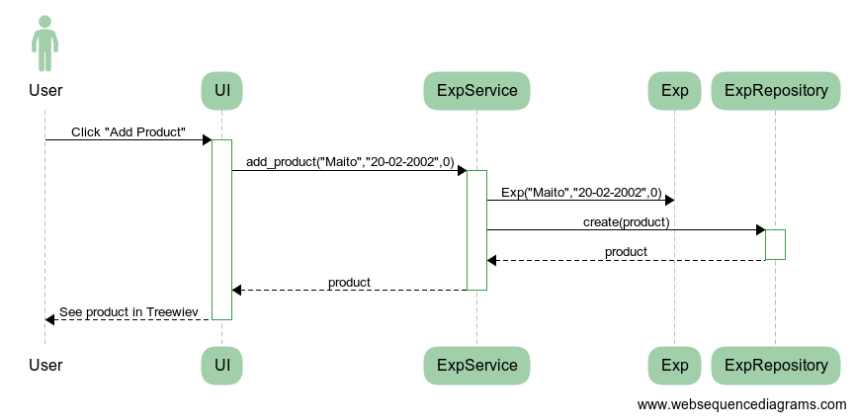 User
UI
ExpService
Exp
ExpRepository
Click "Add Product"
add_product("Maito","20-02-2002",0)
Exp("Maito","20-02-2002",0)
create(product)
product
product
See product in Treewiev
User
UI
ExpService
Exp
ExpRepository
www.websequencediagrams.com